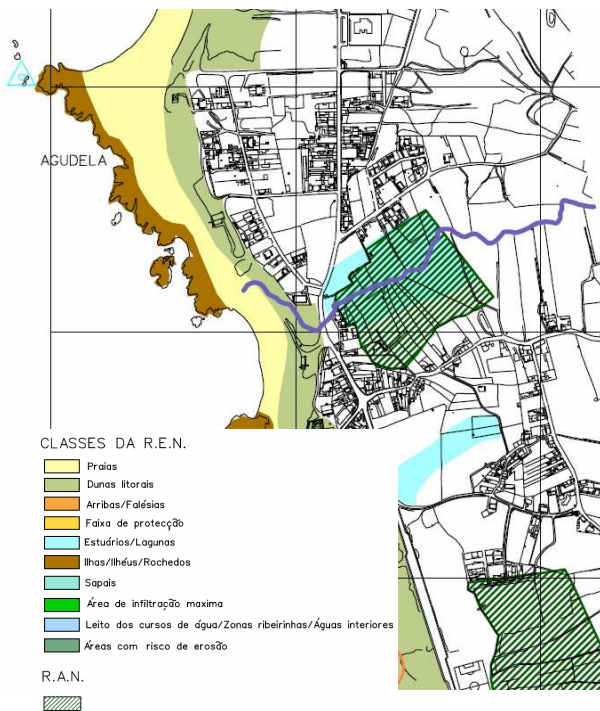 AGUDELA
CLASSES DA R.E.N.
Praias
Dunas litorais
Arribas/Falésias
Faixa de protecção
Estuários/Lagunas
Ilhas/Ilhéus/Rochedos
Sapais
Área de infiltração maxima
Leito dos cursos de água/Zonas ribeirinhas/Águas interiores
Áreas com risco de erosão
R.A.N.